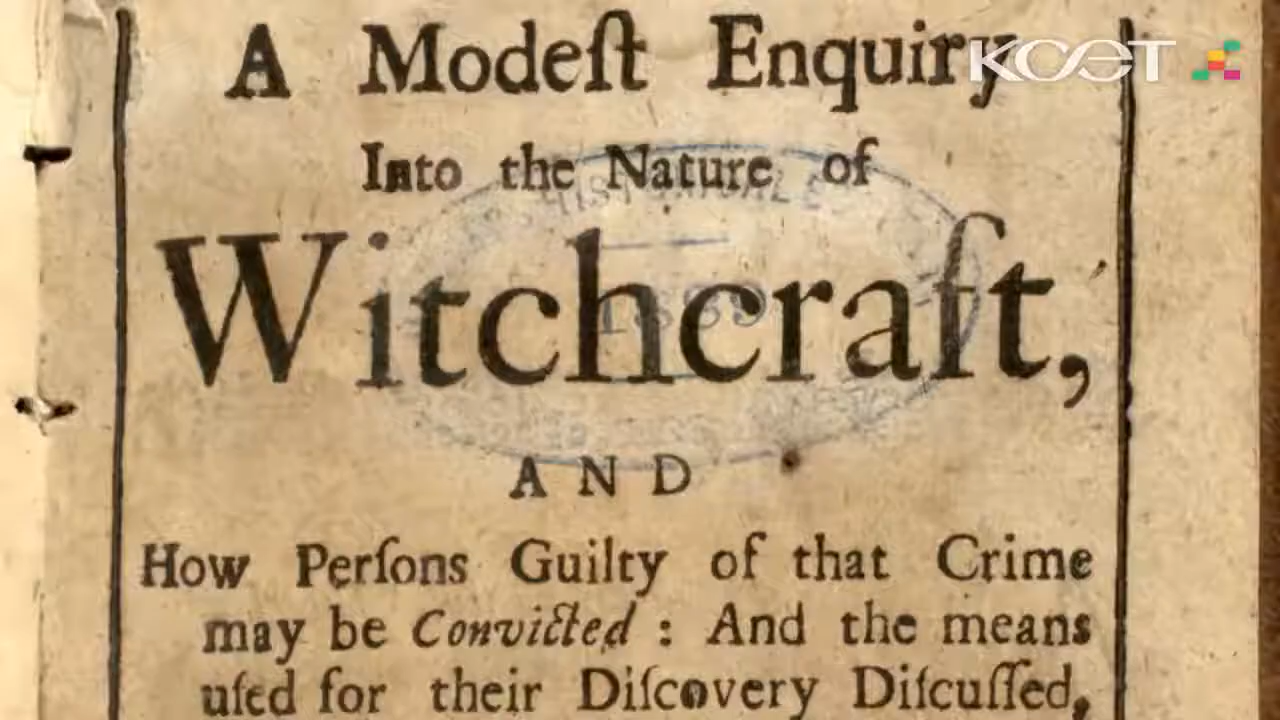 A Modeſt Enquiry
KCET
Into the Nature of
Witchcraft,
1889
AND
How Perſons Guilty of that Crime
may be Convicted : And the means
uſed for their Diſcovery Diſcuſſed,